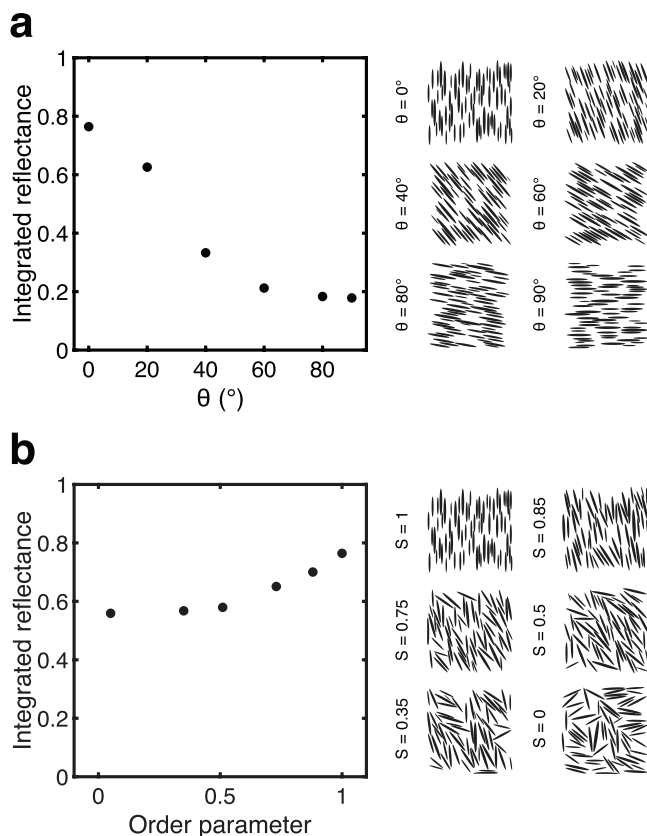 a
Integrated reflectance
1
0.8
0.6
0.4
0.2
0
0 20 40 60 80
θ (°)
θ = 0°
θ = 20°
θ = 40°
θ = 60°
θ = 80°
θ = 90°
b
Integrated reflectance
1
0.8
0.6
0.4
0.2
0
0 0.5 1
Order parameter
S = 1
S = 0.85
S = 0.75
S = 0.5
S = 0.35
S = 0